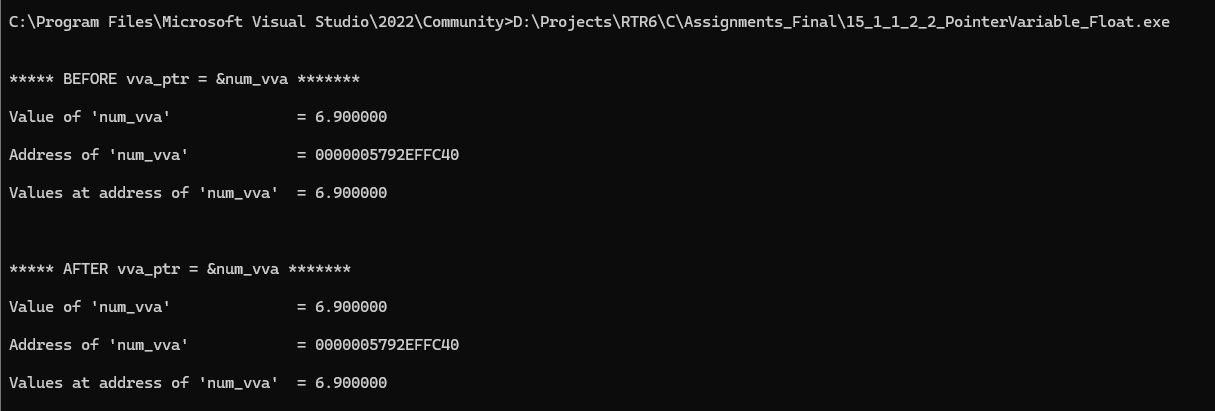 C:\Program Files\Microsoft Visual Studio\2022\Community>D:\Projects\RTR6\C\Assignments_Final\15_1_1_2_2_PointerVariable_Float.exe
***** BEFORE vva_ptr = &num_vva *******
Value of 'num_vva'              = 6.900000
Address of 'num_vva'            = 0000005792EFFC40
Values at address of 'num_vva'  = 6.900000
***** AFTER vva_ptr = &num_vva *******
Value of 'num_vva'              = 6.900000
Address of 'num_vva'            = 0000005792EFFC40
Values at address of 'num_vva'  = 6.900000